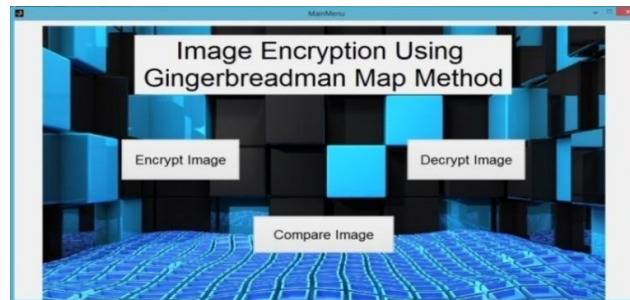 MainMenu
Image Encryption Using
Gingerbreadman Map Method
Encrypt Image
Decrypt Image
Compare Image